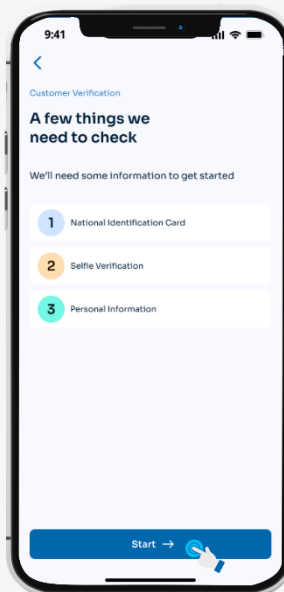 9:41
Customer Verification
A few things we
need to check
We'll need some information to get started
1 National Identification Card
2 Selfie Verification
3 Personal Information
Start →